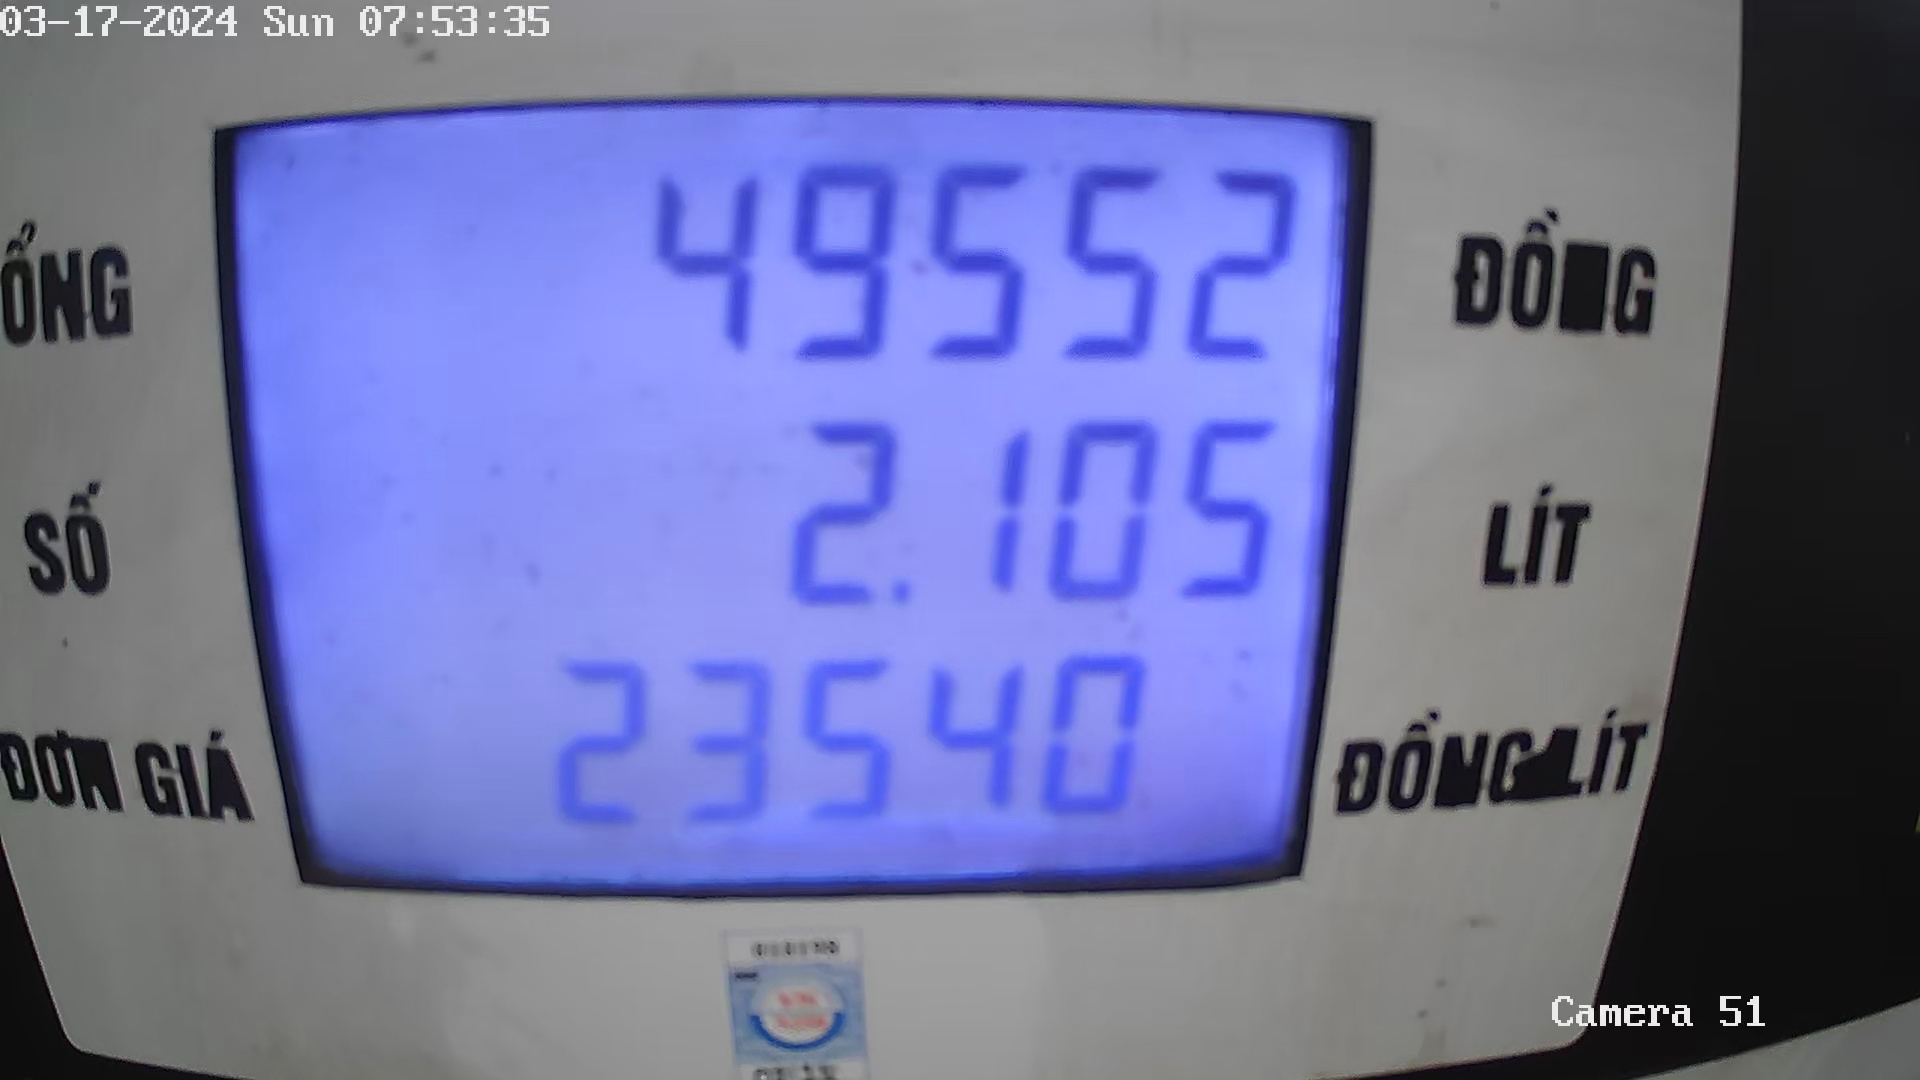 03-17-2024 Sun 07:53:35
ỔNG 49552 ĐỒNG
SỐ 2.105 LÍT
ĐƠN GIÁ 23540 ĐỒNG/LÍT
Camera 51